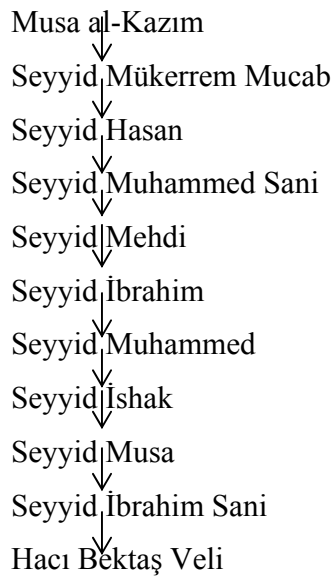 Musa al-Kazım
Seyyid Mükerrem Mucab
Seyyid Hasan
Seyyid Muhammed Sani
Seyyid Mehdi
Seyyid İbrahim
Seyyid Muhammed
Seyyid İshak
Seyyid Musa
Seyyid İbrahim Sani
Hacı Bektaş Veli